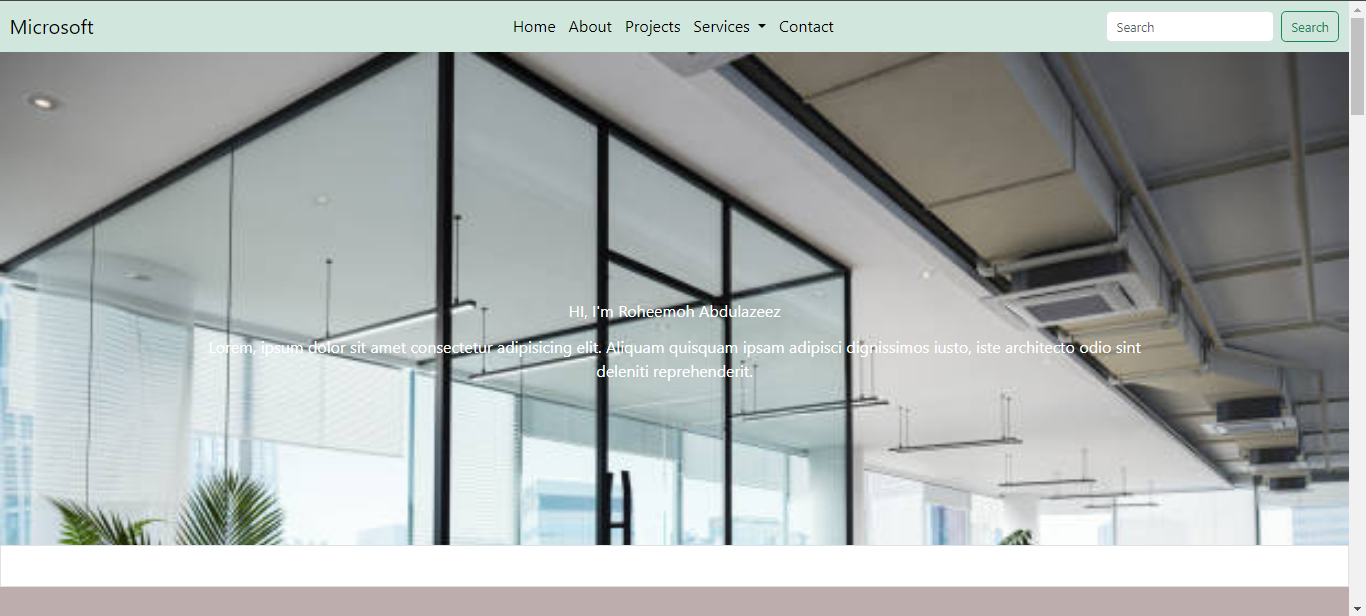 Microsoft
Home About Projects Services Contact
Search Search
HI, I'm Roheemoh Abdulazeez
Lorem, ipsum dolor sit amet consectetur adipisicing elit. Aliquam quisquam ipsam adipisci dignissimos iusto, iste architecto odio sint
deleniti reprehenderit.